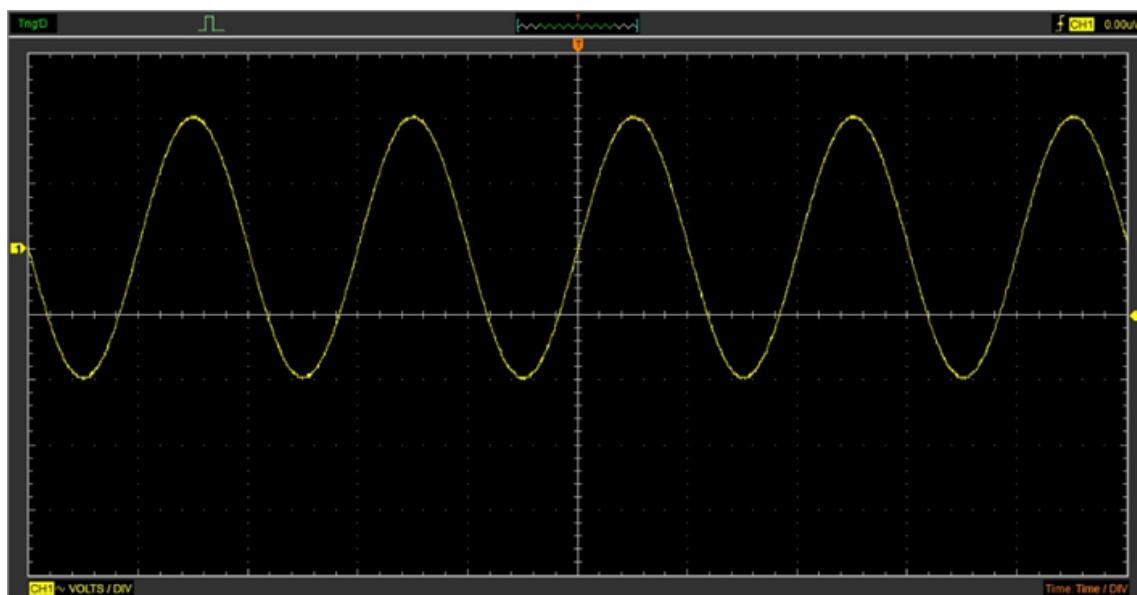 Trig'D
T
CH1 0.00u
T
1
CH1 ~ VOLTS / DIV
Time: Time / DIV